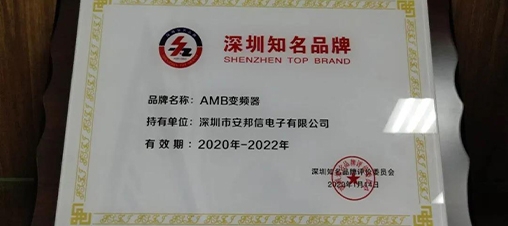 深圳知名品牌
SHENZHEN TOP BRAND
品牌名称：AMB变频器
持有单位：深圳市安邦信电子有限公司
有效期：2020年-2022年
深圳知名品牌评价委员会